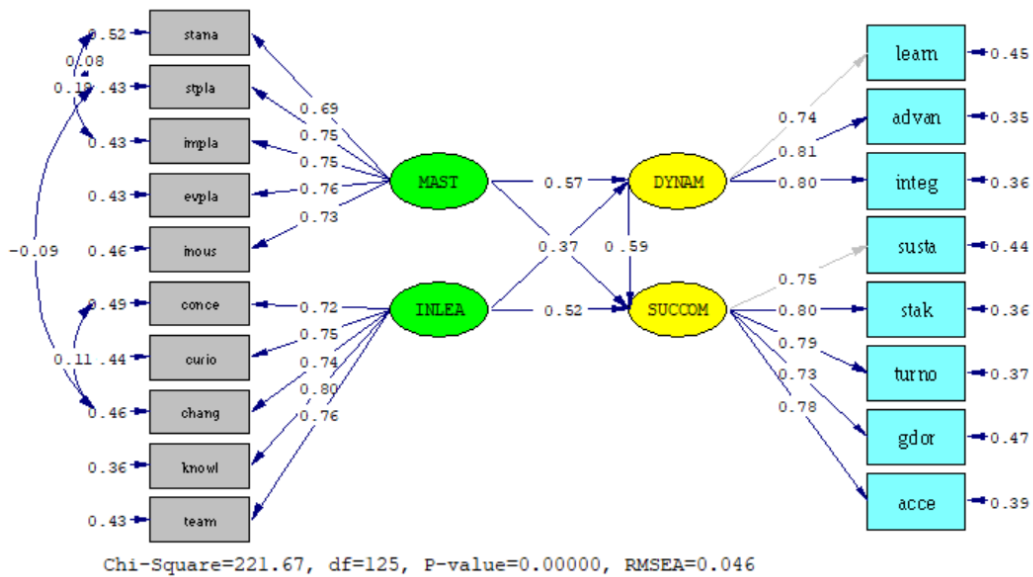 0.52 stana
0.08
0.43 stpla
0.43 impla
0.43 evpla
0.46 inous
-0.09
0.49 conce
0.11 .44 curio
0.46 chang
0.36 knowl
0.43 team
0.69
0.75
0.75
0.76
0.73
MAST
0.72
0.75
0.74
0.80
0.76
INLEA
0.57
0.37
0.59
0.52
DYNAM
SUCCOM
0.74
0.81
0.80
0.75
0.80
0.79
0.73
0.78
learn 0.45
advan 0.35
integ 0.36
susta 0.44
stak 0.36
turno 0.37
gdor 0.47
acce 0.39
Chi-Square=221.67, df=125, P-value=0.00000, RMSEA=0.046